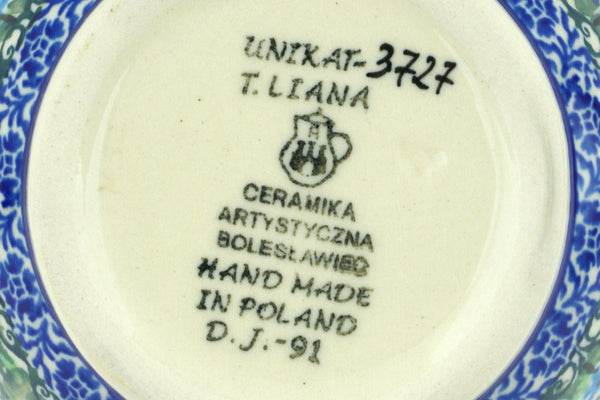 UNIKAT-3727
T. LIANA
CERAMIKA
ARTYSTYCZNA
BOLESŁAWIEC
HAND MADE
IN POLAND
D.J.-91